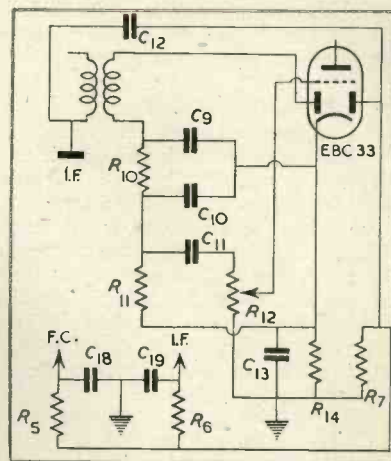 C12
EBC 33
C9
R10
I.F.
C10
C11
R11
R12
F.C.
I.F.
C18
C19
C13
R14
R7
R5
R6